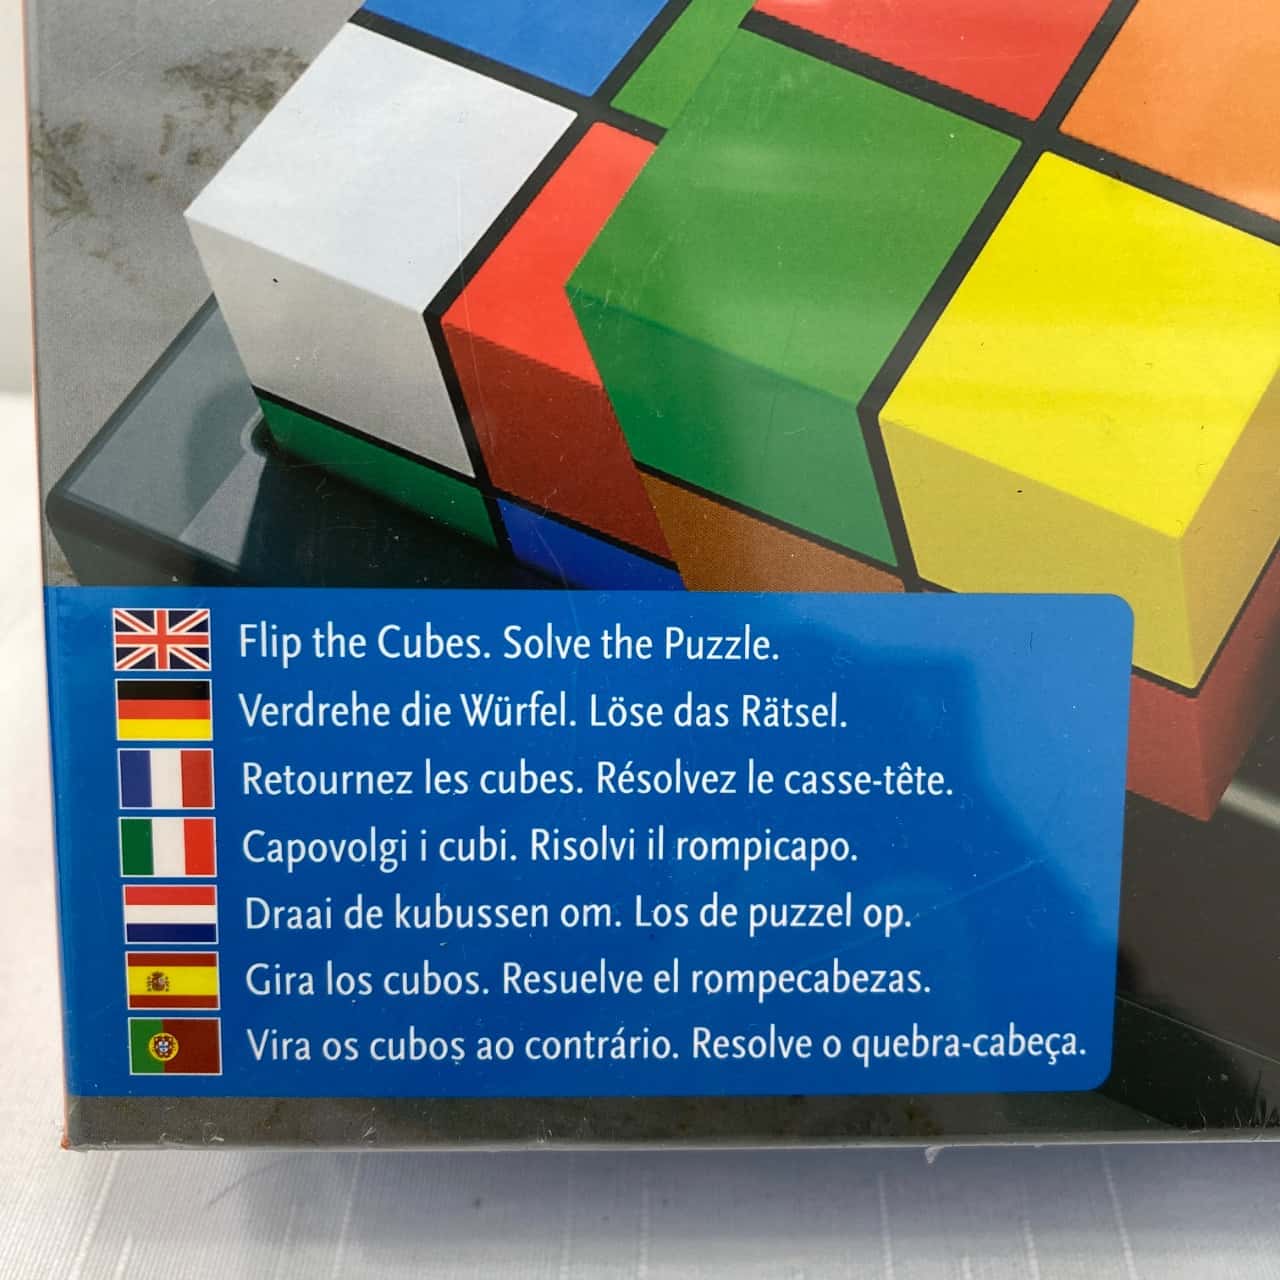 Flip the Cubes. Solve the Puzzle.
Verdrehe die Würfel. Löse das Rätsel.
Retournez les cubes. Résolvez le casse-tête.
Capovolgi i cubi. Risolvi il rompicapo.
Draai de kubussen om. Los de puzzel op.
Gira los cubos. Resuelve el rompecabezas.
Vira os cubos ao contrário. Resolve o quebra-cabeça.